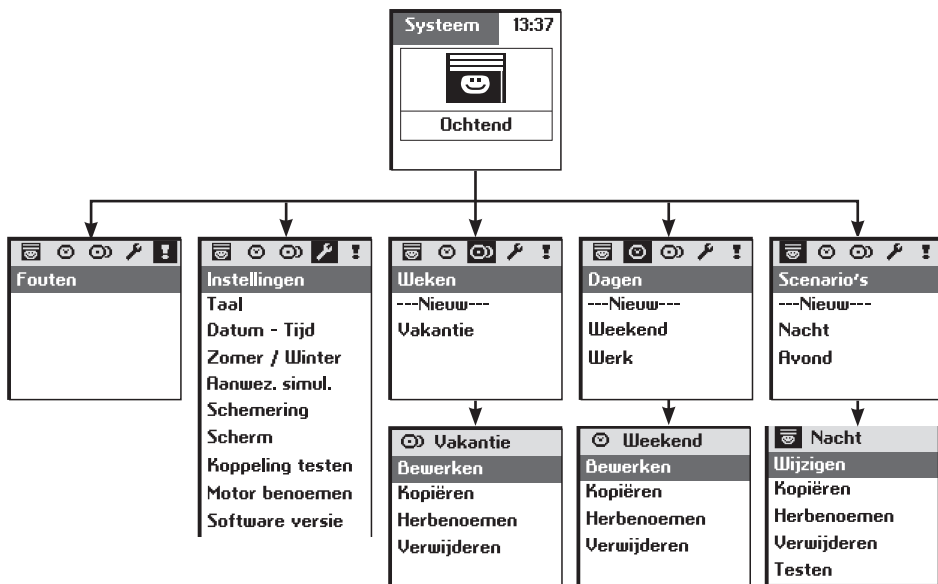 Systeem 13:37
Ochtend
Fouten
Instellingen
Taal
Datum - Tijd
Zomer / Winter
Aanwez. simul.
Schemering
Scherm
Koppeling testen
Motor benoemen
Software versie
Weken
---Nieuw---
Vakantie
Dagen
---Nieuw---
Weekend
Werk
Scenario's
---Nieuw---
Nacht
Avond
Vakantie
Bewerken
Kopiëren
Herbenoemen
Verwijderen
Weekend
Bewerken
Kopiëren
Herbenoemen
Verwijderen
Nacht
Wijzigen
Kopiëren
Herbenoemen
Verwijderen
Testen